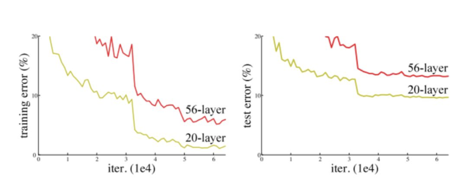 20
10
0
training error (%)
56-layer
20-layer
0 1 2 3 4 5 6
iter. (1e4)
20
10
0
test error (%)
56-layer
20-layer
0 1 2 3 4 5 6
iter. (1e4)